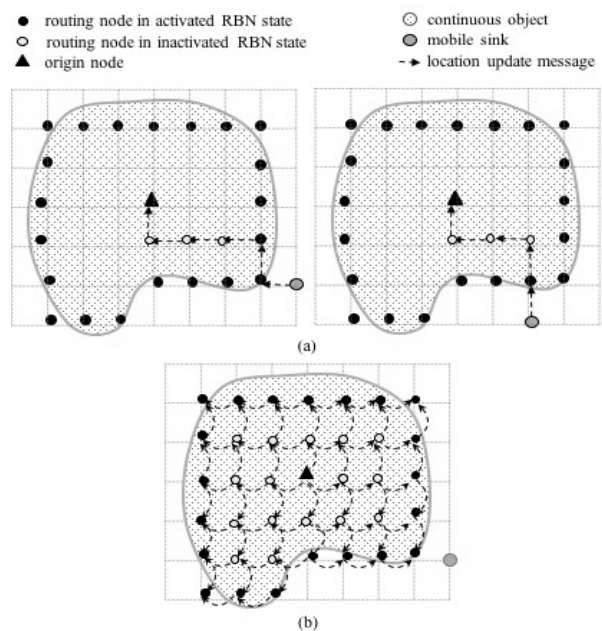 routing node in activated RBN state
routing node in inactivated RBN state
origin node
continuous object
mobile sink
location update message
(a)
(b)